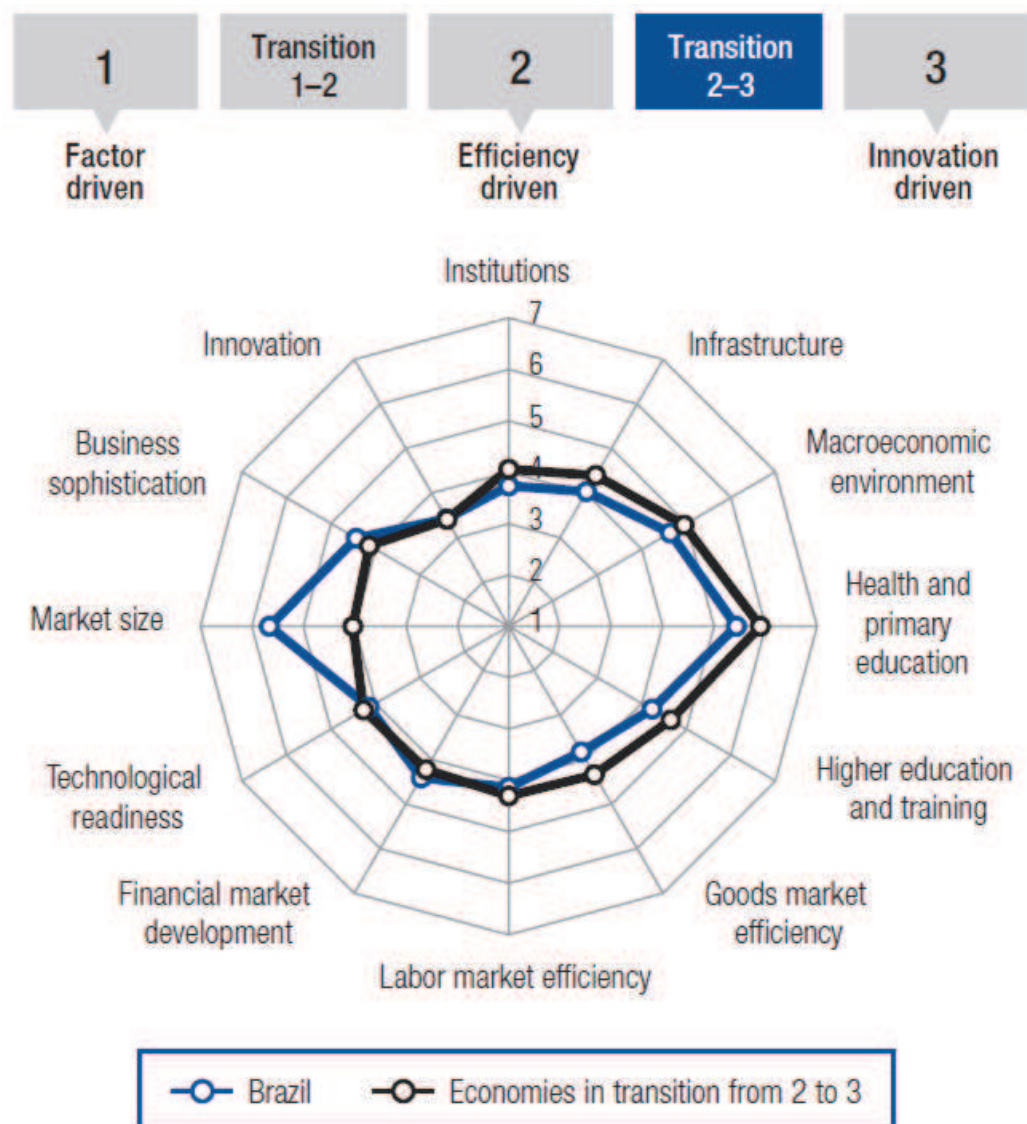 1
Transition
1–2
2
Transition
2–3
3
Factor
driven
Efficiency
driven
Innovation
driven
Institutions
Infrastructure
Macroeconomic
environment
Health and
primary
education
Higher education
and training
Goods market
efficiency
Labor market efficiency
Financial market
development
Technological
readiness
Market size
Business
sophistication
Innovation
7
6
5
4
3
2
1
Brazil
Economies in transition from 2 to 3